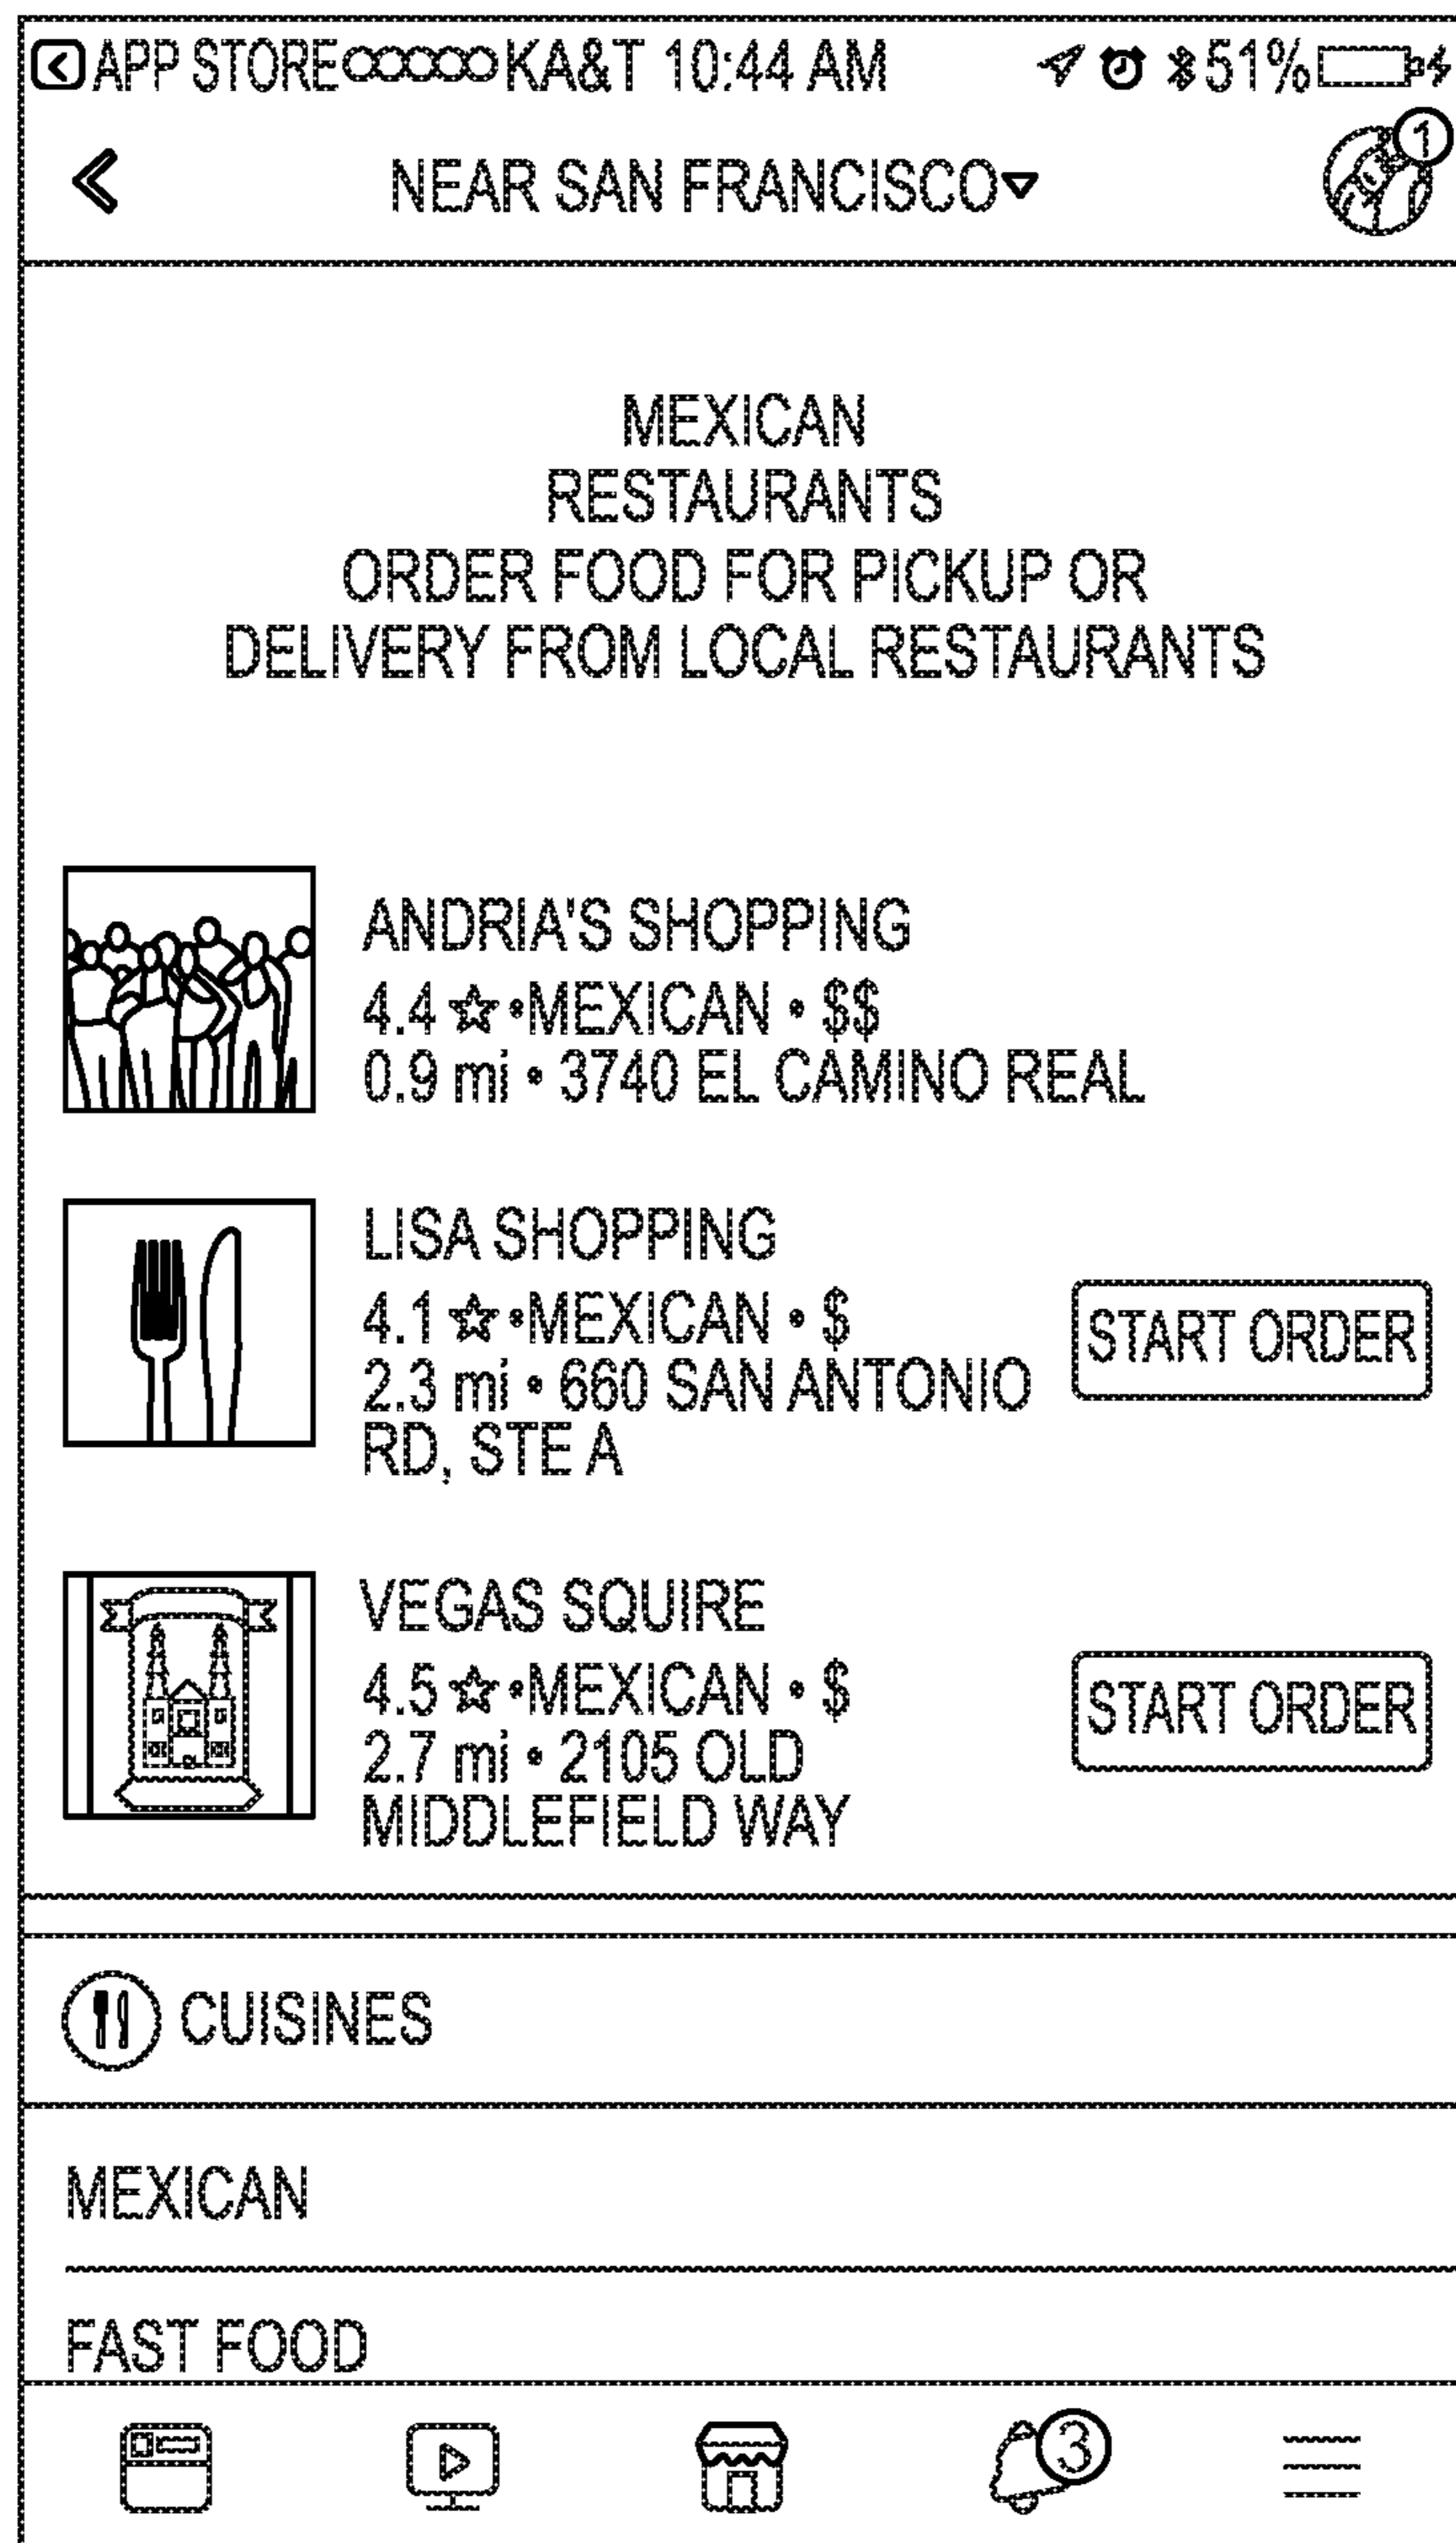 APP STORE KA&T 10:44 AM 51%
NEAR SAN FRANCISCO 1
MEXICAN
RESTAURANTS
ORDER FOOD FOR PICKUP OR
DELIVERY FROM LOCAL RESTAURANTS
ANDRIA'S SHOPPING
4.4 ☆•MEXICAN • $$
0.9 mi • 3740 EL CAMINO REAL
LISA SHOPPING
4.1 ☆•MEXICAN • $
2.3 mi • 660 SAN ANTONIO
RD, STE A
START ORDER
VEGAS SQUIRE
4.5 ☆•MEXICAN • $
2.7 mi • 2105 OLD
MIDDLEFIELD WAY
START ORDER
CUISINES
MEXICAN
FAST FOOD
3